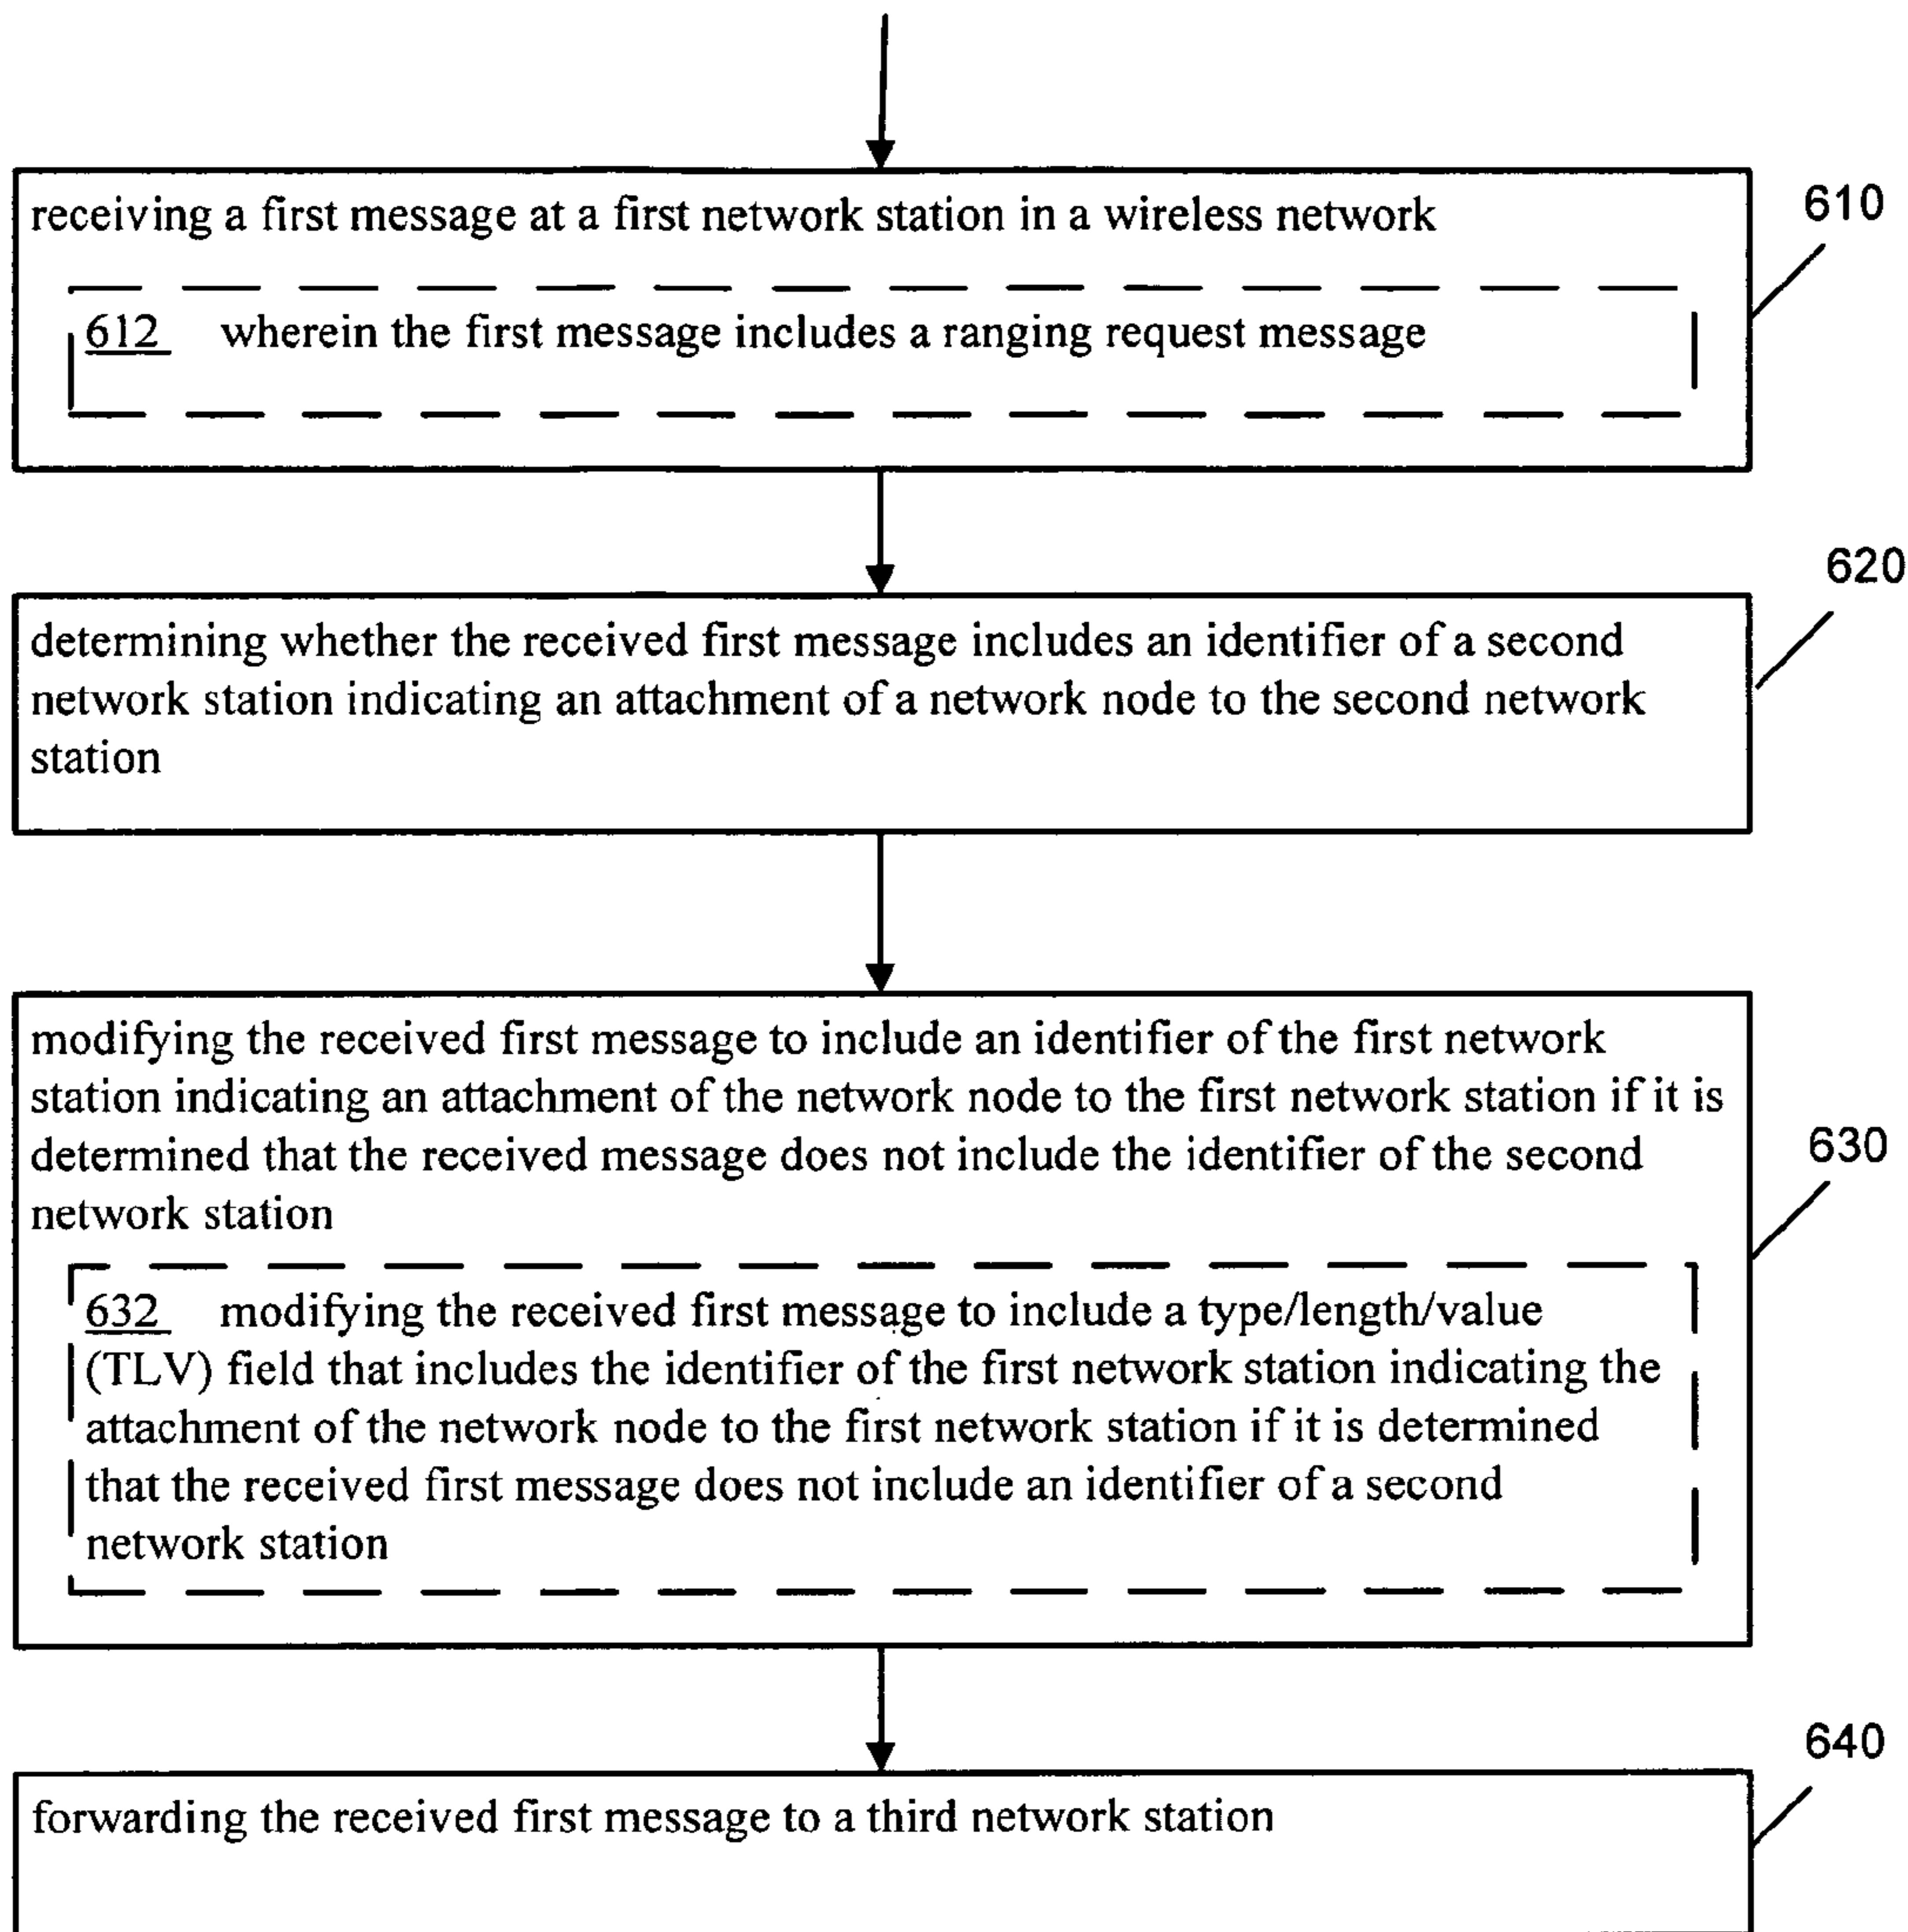 610
receiving a first message at a first network station in a wireless network
612 wherein the first message includes a ranging request message
620
determining whether the received first message includes an identifier of a second
network station indicating an attachment of a network node to the second network
station
modifying the received first message to include an identifier of the first network
station indicating an attachment of the network node to the first network station if it is
determined that the received message does not include the identifier of the second
network station
630
632 modifying the received first message to include a type/length/value
(TLV) field that includes the identifier of the first network station indicating the
attachment of the network node to the first network station if it is determined
that the received first message does not include an identifier of a second
network station
640
forwarding the received first message to a third network station